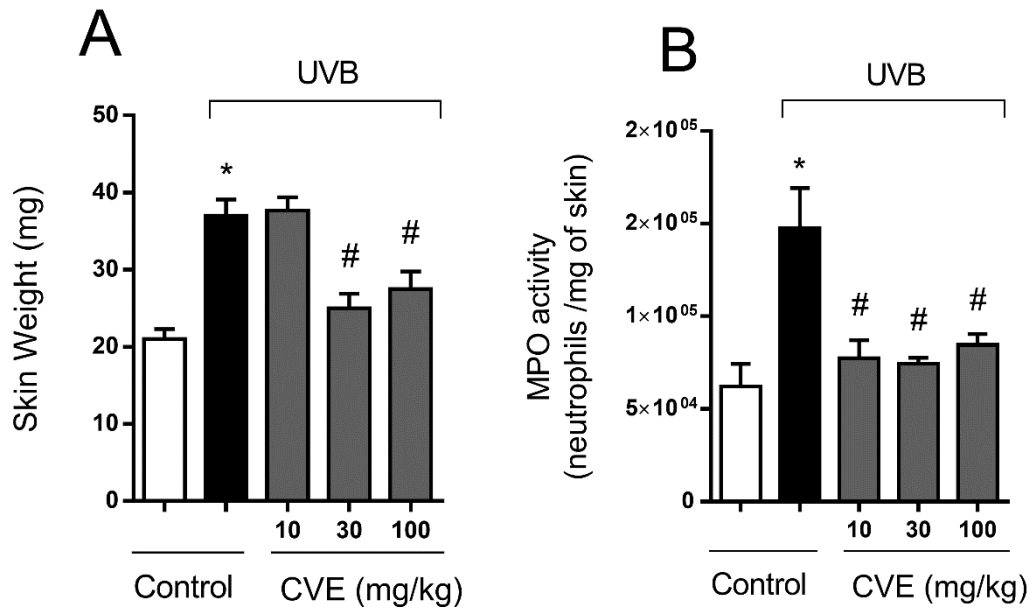 A
UVB
50
40
30
20
10
0
Skin Weight (mg)
*
#
#
10 30 100
Control CVE (mg/kg)
B
UVB
2×10⁰⁵
2×10⁰⁵
1×10⁰⁵
5×10⁰⁴
0
MPO activity
(neutrophils /mg of skin)
*
#
#
#
10 30 100
Control CVE (mg/kg)